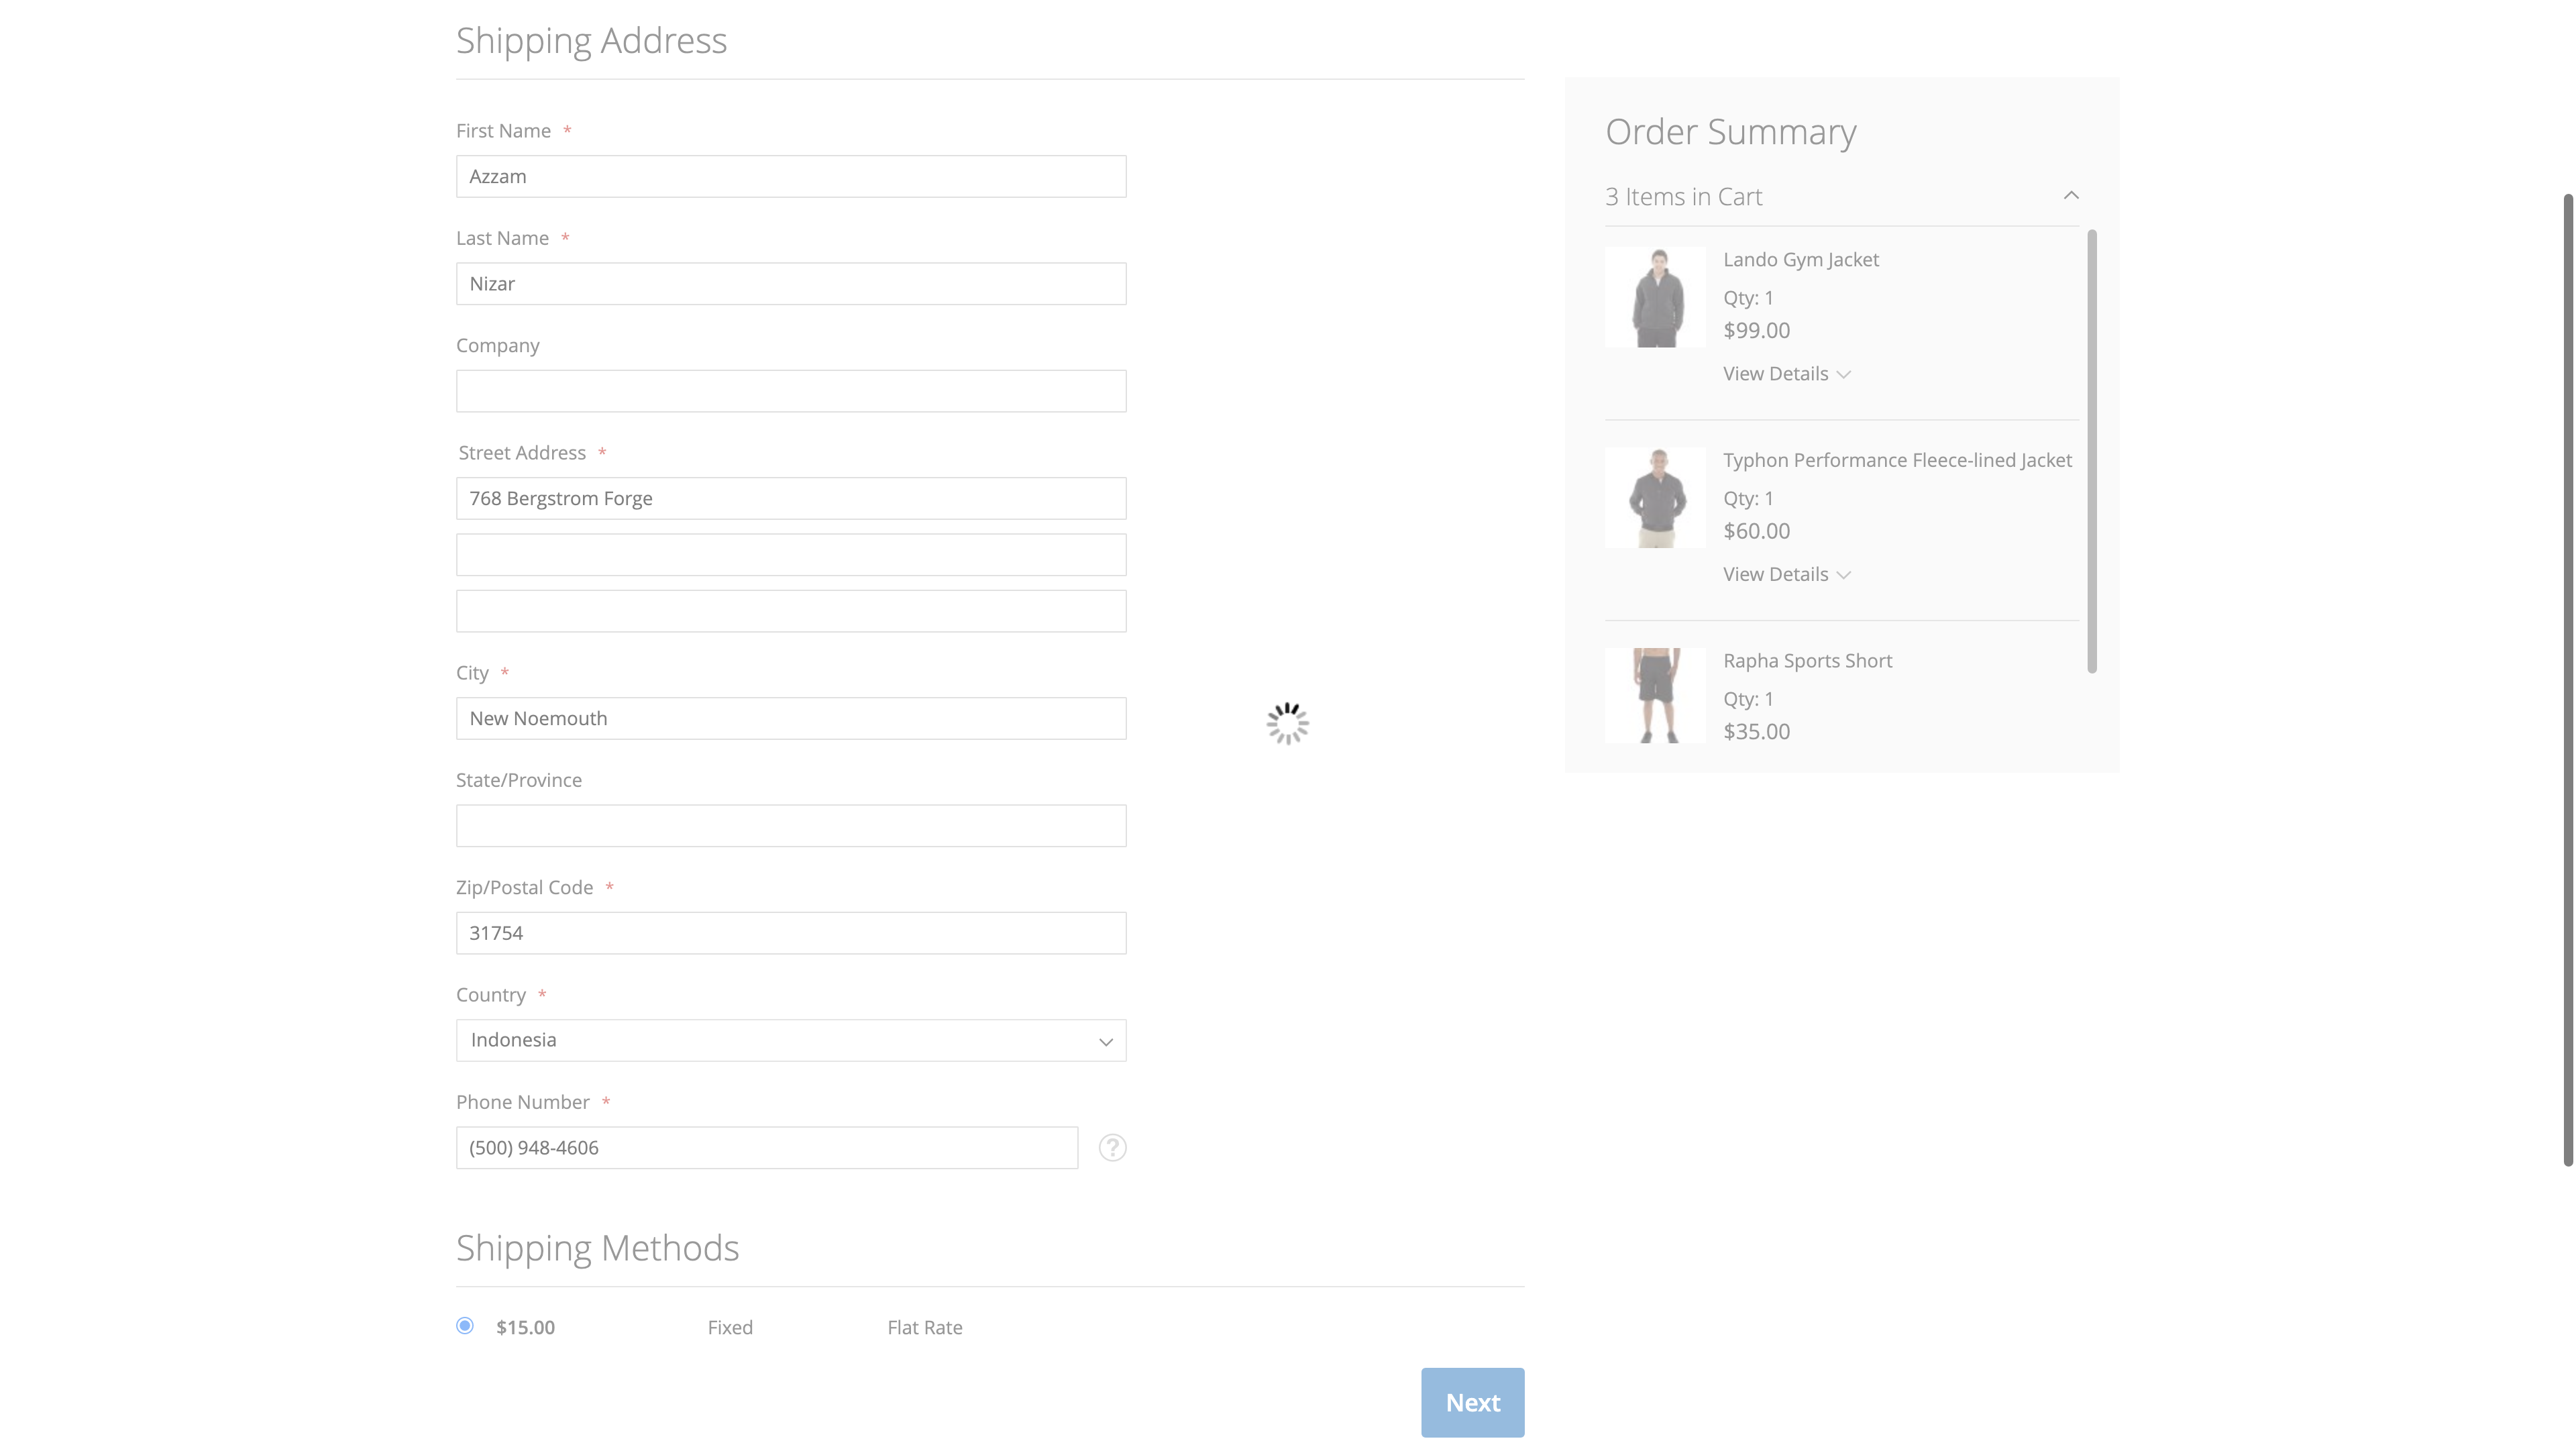 Shipping Address
First Name *
Azzam
Last Name *
Nizar
Company
Street Address *
768 Bergstrom Forge
City *
New Noemouth
State/Province
Zip/Postal Code *
31754
Country *
Indonesia
Phone Number *
(500) 948-4606
?
Shipping Methods
$15.00 Fixed Flat Rate
Next
Order Summary
3 Items in Cart
Lando Gym Jacket
Qty: 1
$99.00
View Details
Typhon Performance Fleece-lined Jacket
Qty: 1
$60.00
View Details
Rapha Sports Short
Qty: 1
$35.00